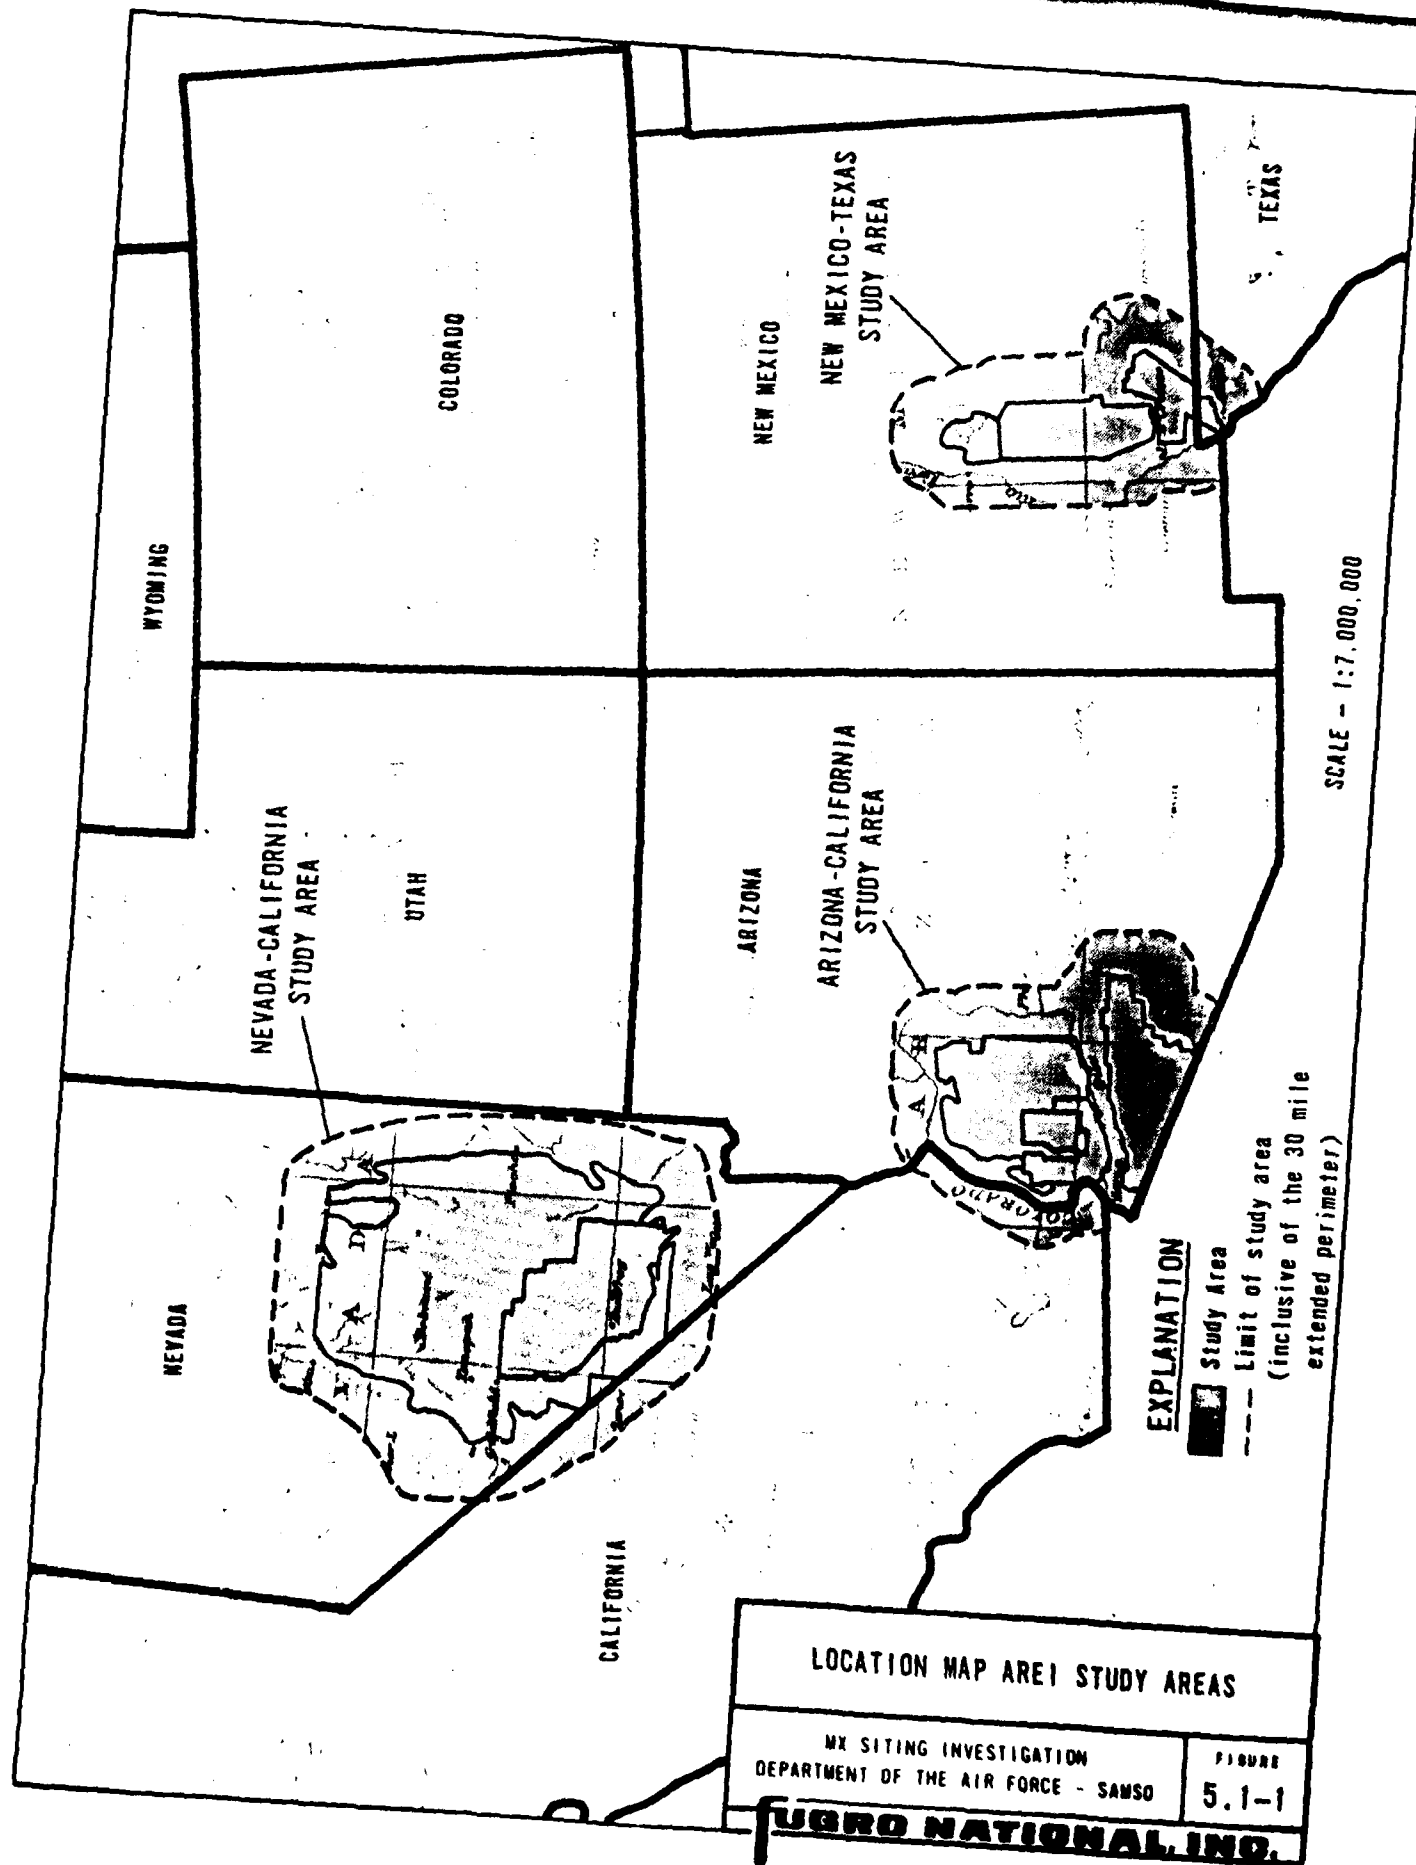 WYOMING
COLORADO
UTAH
NEVADA
CALIFORNIA
ARIZONA
NEW MEXICO
TEXAS
NEVADA-CALIFORNIA
STUDY AREA
ARIZONA-CALIFORNIA
STUDY AREA
NEW MEXICO-TEXAS
STUDY AREA
COLORADO
SCALE - 1:7,000,000
EXPLANATION
Study Area
Limit of study area
(inclusive of the 30 mile
extended perimeter)
LOCATION MAP AREI STUDY AREAS
MX SITING INVESTIGATION
DEPARTMENT OF THE AIR FORCE - SAMSO
FIGURE
5.1-1
FUGRO NATIONAL, INC.